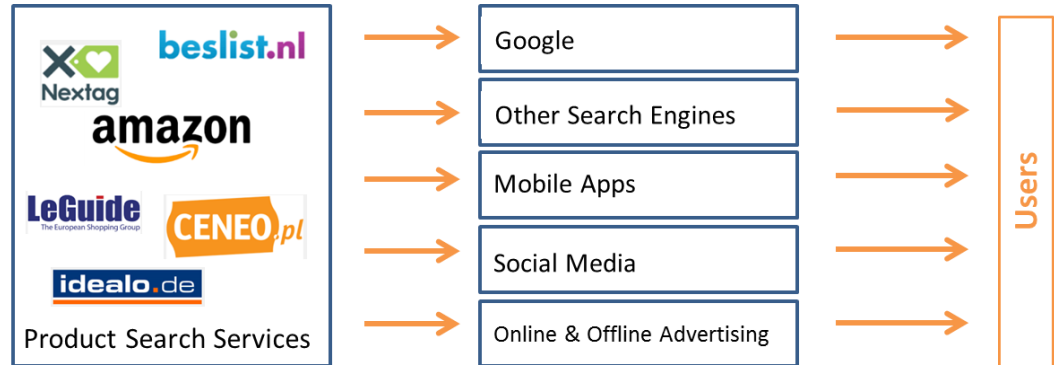 beslist.nl
Nextag
amazon
LeGuide
The European Shopping Group
CENEO.pl
idealo.de
Product Search Services
Google
Other Search Engines
Mobile Apps
Social Media
Online & Offline Advertising
Users